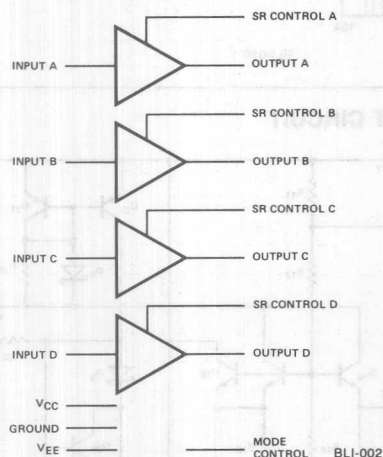 SR CONTROL A
INPUT A
OUTPUT A
SR CONTROL B
INPUT B
OUTPUT B
SR CONTROL C
INPUT C
OUTPUT C
SR CONTROL D
INPUT D
OUTPUT D
VCC
GROUND
VEE
MODE
CONTROL
BLI-002